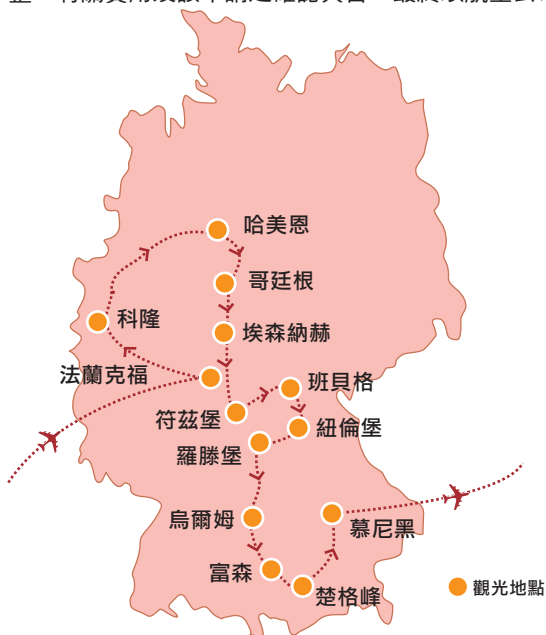 哈美恩
哥廷根
科隆
埃森納赫
法蘭克福
班貝格
符茲堡
紐倫堡
羅滕堡
烏爾姆
慕尼黑
富森
楚格峰
觀光地點